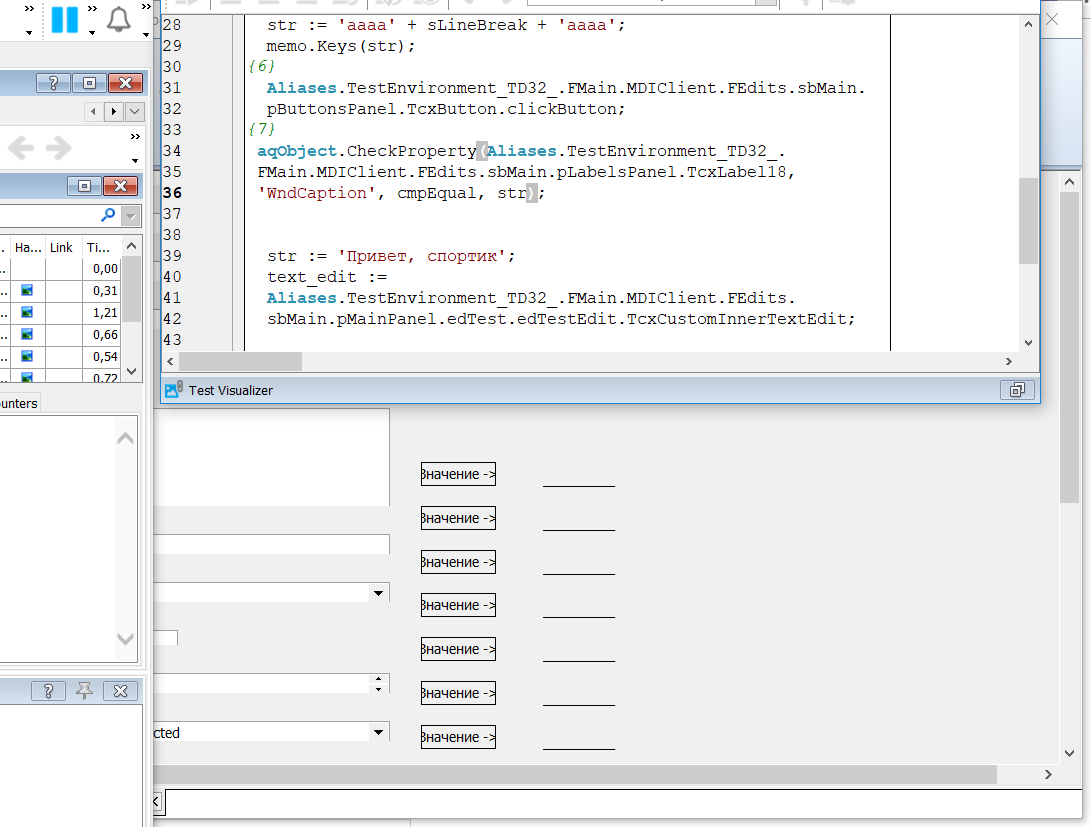 28 str := 'aaaa' + sLineBreak + 'aaaa';
29 memo.Keys(str);
30 {6}
31 Aliases.TestEnvironment_TD32_.FMain.MDIClient.FEdits.sbMain.
32 pButtonsPanel.TcxButton.clickButton;
33 {7}
34 aqObject.CheckProperty(Aliases.TestEnvironment_TD32_.
35 FMain.MDIClient.FEdits.sbMain.pLabelsPanel.TcxLabel18,
36 'WndCaption', cmpEqual, str);
37
38
39 str := 'Привет, спортик';
40 text_edit :=
41 Aliases.TestEnvironment_TD32_.FMain.MDIClient.FEdits.
42 sbMain.pMainPanel.edTest.edTestEdit.TcxCustomInnerTextEdit;
43
Ha... Link Ti...
0,00
0,31
1,21
0,66
0,54
0,72
unters
Test Visualizer
Значение ->
Значение ->
Значение ->
Значение ->
Значение ->
Значение ->
cted
Значение ->